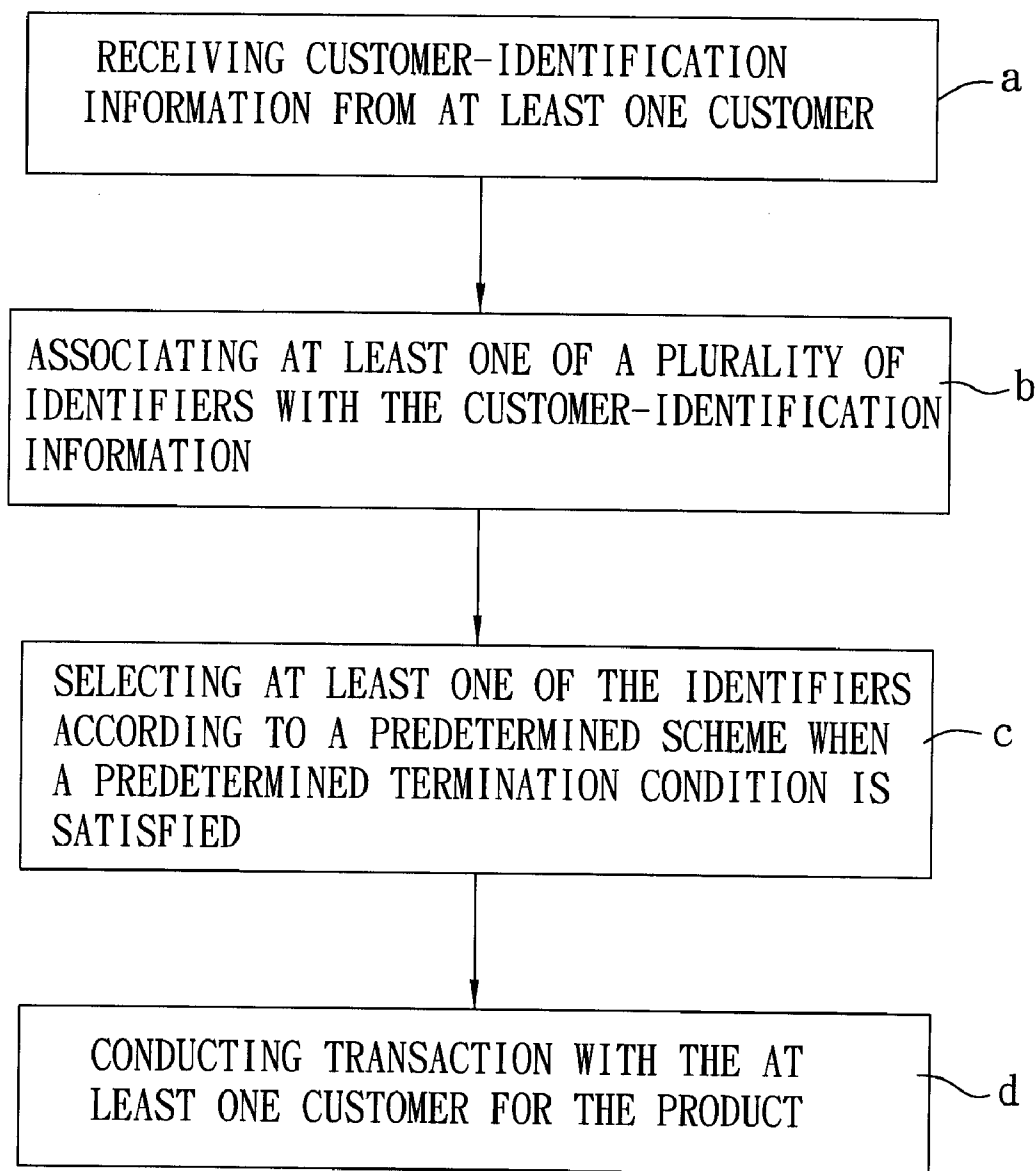 RECEIVING CUSTOMER-IDENTIFICATION
INFORMATION FROM AT LEAST ONE CUSTOMER
a
ASSOCIATING AT LEAST ONE OF A PLURALITY OF
IDENTIFIERS WITH THE CUSTOMER-IDENTIFICATION
INFORMATION
b
SELECTING AT LEAST ONE OF THE IDENTIFIERS
ACCORDING TO A PREDETERMINED SCHEME WHEN
A PREDETERMINED TERMINATION CONDITION IS
SATISFIED
c
CONDUCTING TRANSACTION WITH THE AT
LEAST ONE CUSTOMER FOR THE PRODUCT
d